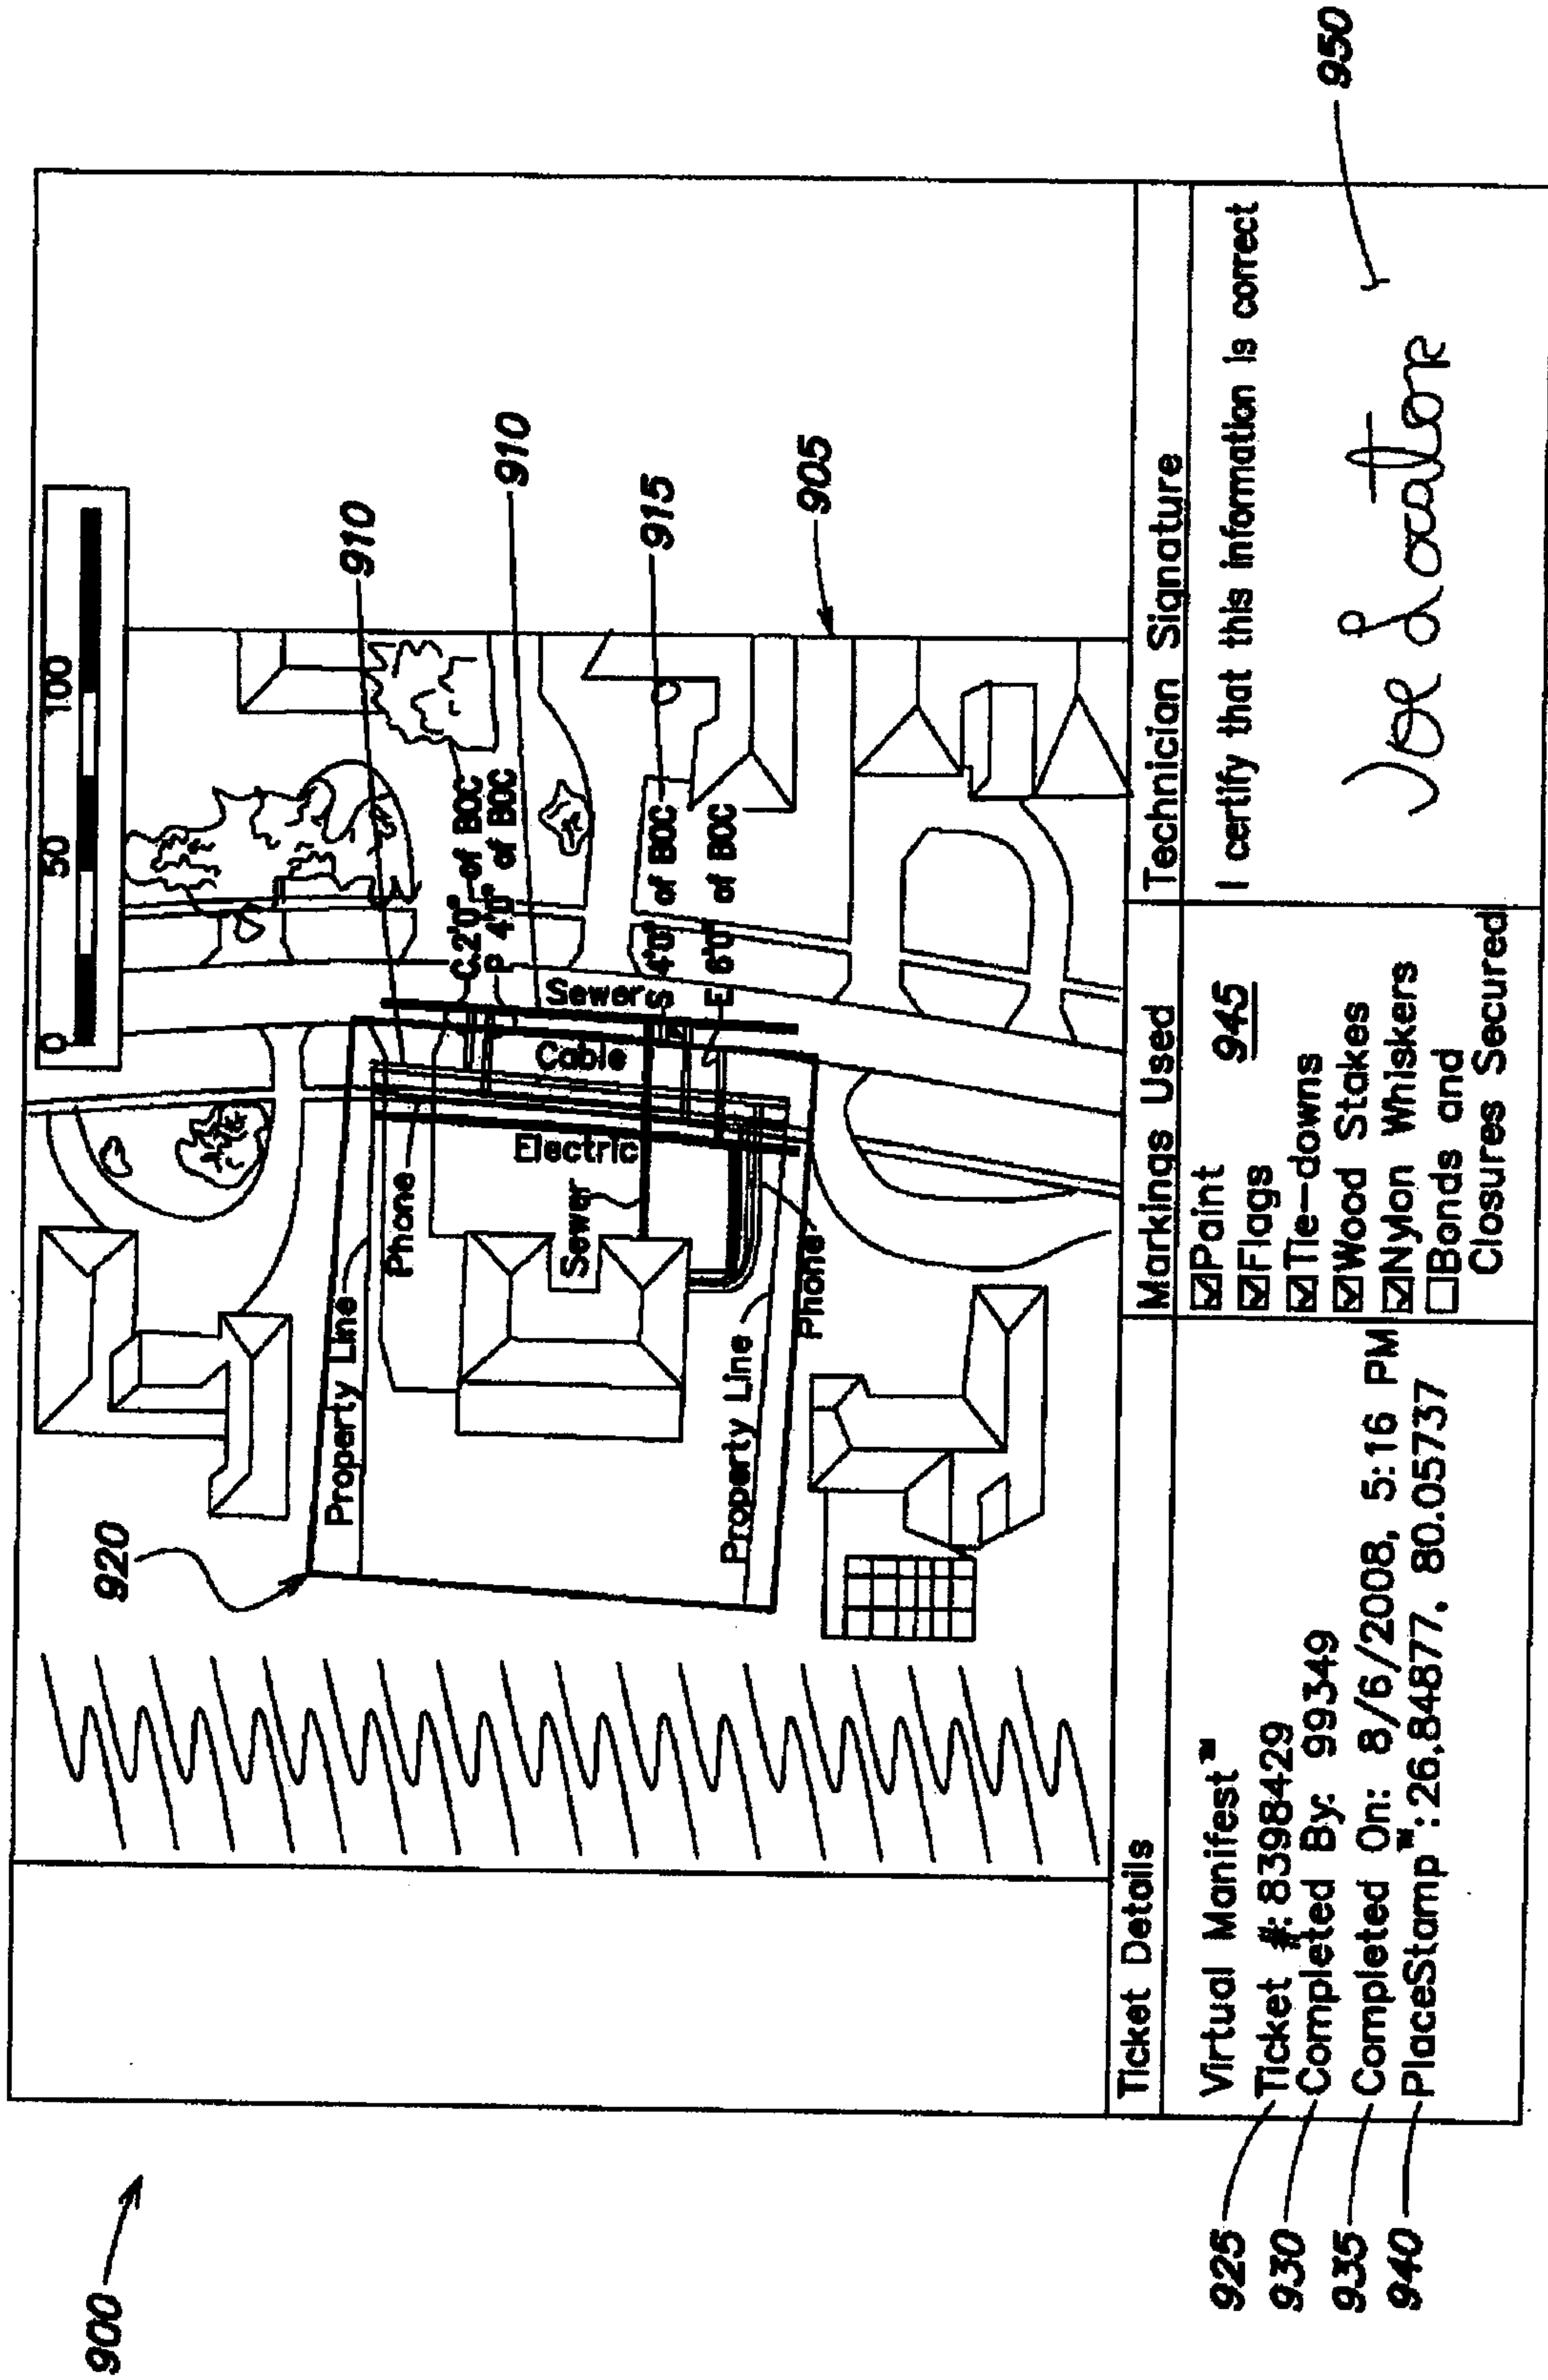 900
0 50 100
910
910
915
905
920
C 2'0" of BOC
P 4'0" of BOC
Sewer
S 4'0" of BOC
E 6'0" of BOC
Cable
Electric
Phone
Sewer
Property Line
Property Line
Phone
Ticket Details
Virtual Manifest™
925 Ticket #: 8398429
930 Completed By: 99349
935 Completed On: 8/6/2008, 5:16 PM
940 PlaceStamp™: 26.84877, 80.05737
Markings Used
945
☑Paint
☑Flags
☑Tie-downs
☑Wood Stakes
☑Nylon Whiskers
☐Bonds and
Closures Secured
Technician Signature
I certify that this information is correct
Joe Locator
950